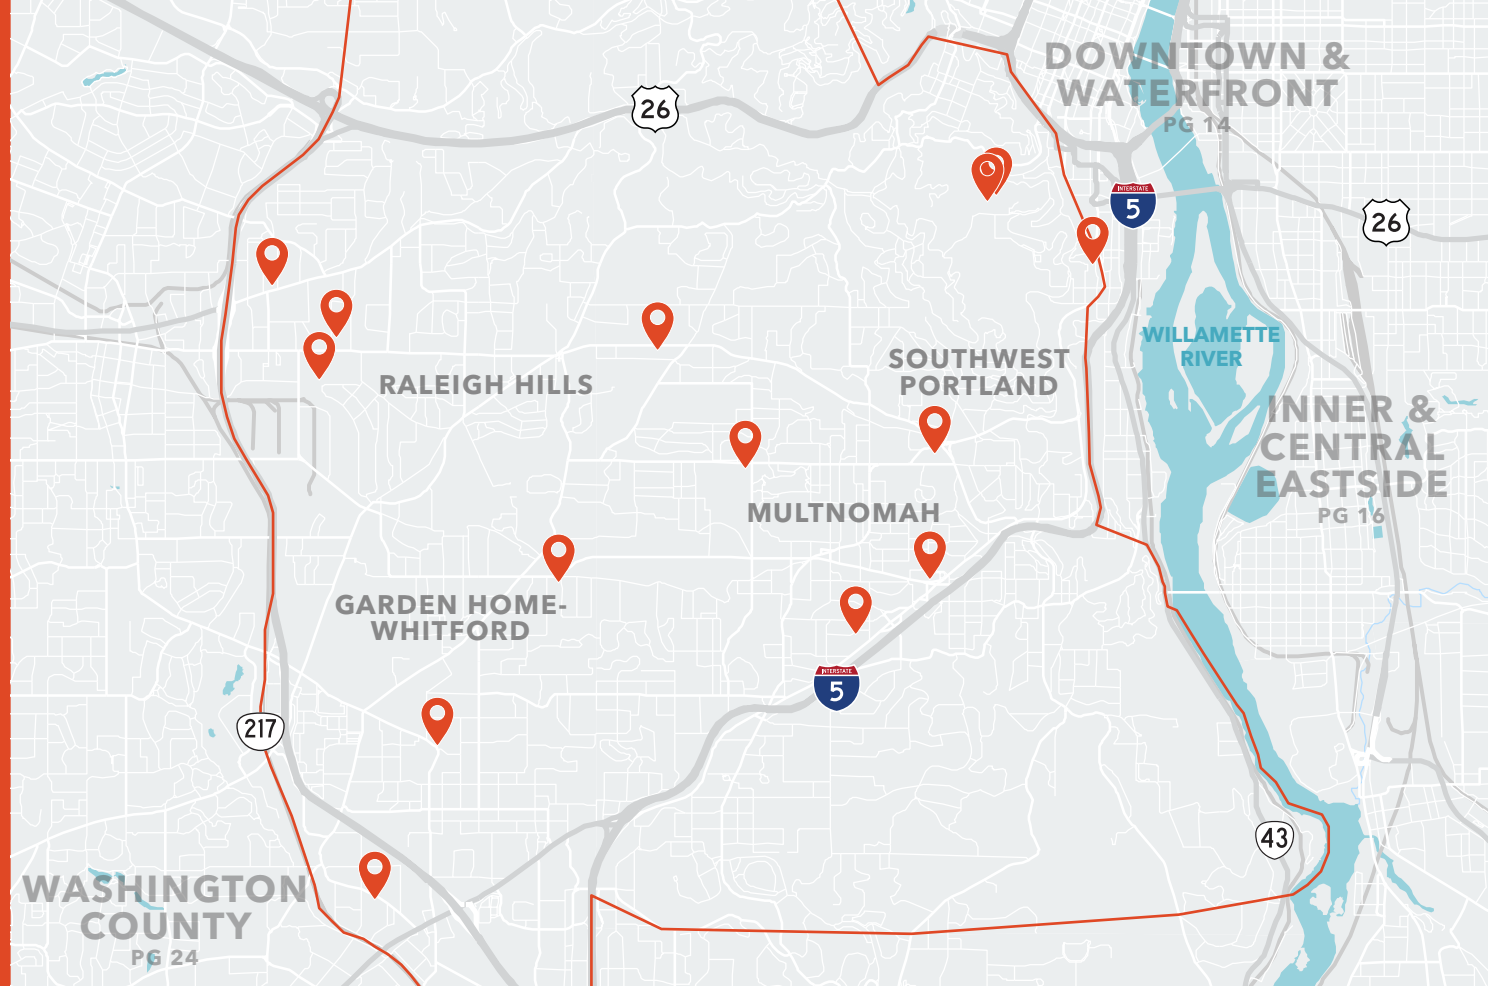 DOWNTOWN &
WATERFRONT
PG 14
26
INTERSTATE
5
26
WILLAMETTE
RIVER
SOUTHWEST
PORTLAND
RALEIGH HILLS
INNER &
CENTRAL
EASTSIDE
PG 16
MULTNOMAH
GARDEN HOME-
WHITFORD
INTERSTATE
5
217
43
WASHINGTON
COUNTY
PG 24